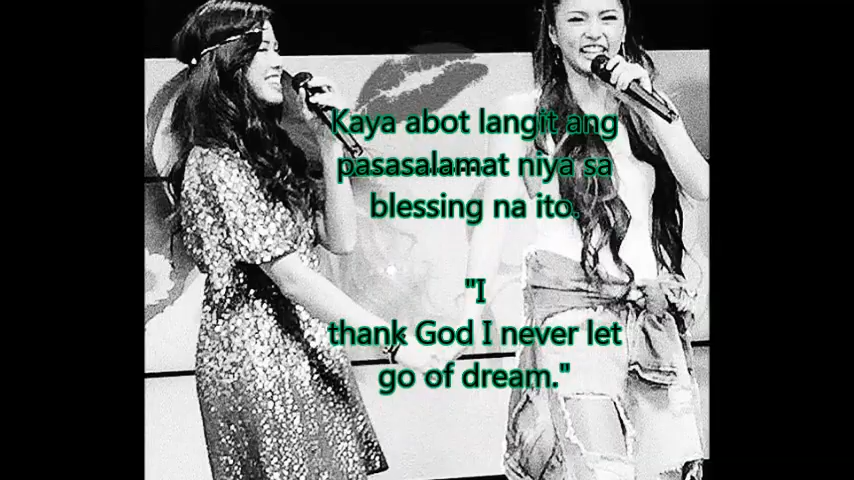 Kaya abot langit ang
pasasalamat niya sa
blessing na ito.
"I
thank God I never let
go of dream."